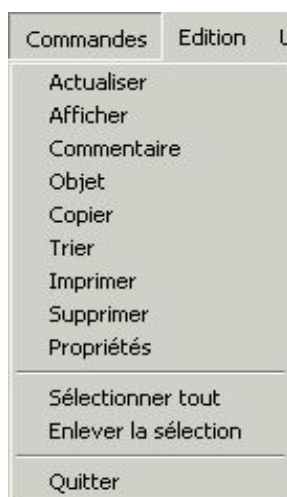 Commandes Edition
Actualiser
Afficher
Commentaire
Objet
Copier
Trier
Imprimer
Supprimer
Propriétés
Sélectionner tout
Enlever la sélection
Quitter